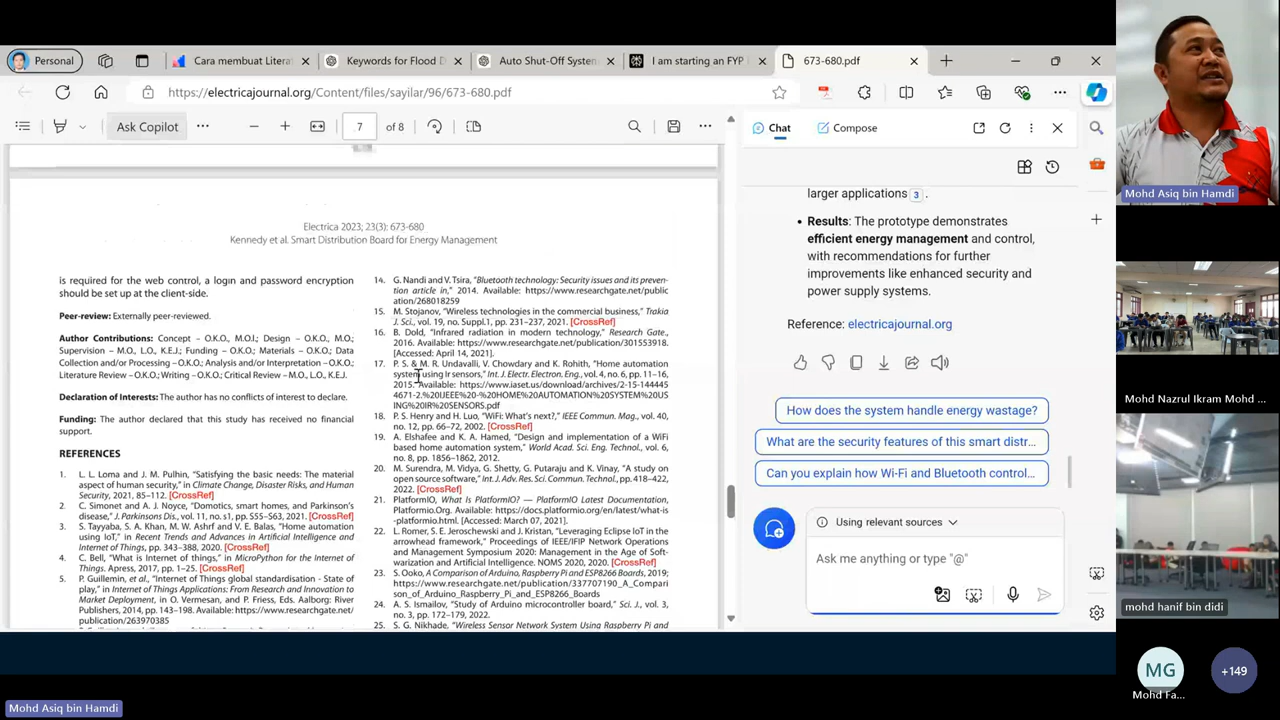 Personal
Cara membuat Litera
Keywords for Flood D
Auto Shut-Off System
I am starting an FYP
673-680.pdf
https://electricajournal.org/Content/files/sayilar/96/673-680.pdf
Ask Copilot
7 of 8
Electrica 2023; 23(3): 673-680
Kennedy et al. Smart Distribution Board for Energy Management
is required for the web control, a login and password encryption
should be set up at the client-side.
Peer-review: Externally peer-reviewed.
Author Contributions: Concept – O.K.O, M.O.J.; Design – O.K.O, M.O.;
Supervision – M.O., L.O., K.E.J.; Funding – O.K.O.; Materials – O.K.O.; Data
Collection and/or Processing – O.K.O.; Analysis and/or Interpretation – O.K.O.;
Literature Review – O.K.O.; Writing – O.K.O.; Critical Review – M.O., L.O., K.E.J.
Declaration of Interests: The author has no conflicts of interest to declare.
Funding: The author declared that this study has received no financial
support.
REFERENCES
1. L. L. Loma and J. M. Pulhin, “Satisfying the basic needs: The material
aspect of human security,” in Climate Change, Disaster Risks, and Human
Security, 2021, 85–112. [CrossRef]
2. C. Simonet and A. J. Noyce, “Domotics, smart homes, and Parkinson’s
disease,” J. Parkinsons Dis., vol. 11, no. s1, pp. S55–S63, 2021. [CrossRef]
3. S. Tayyaba, S. A. Khan, M. W. Ashrf and V. E. Balas, “Home automation
using IoT,” in Recent Trends and Advances in Artificial Intelligence and
Internet of Things, pp. 343–388, 2020. [CrossRef]
4. C. Bell, “What is Internet of things,” in MicroPython for the Internet of
Things. Apress, 2017, pp. 1–25. [CrossRef]
5. P. Guillemin, et al., “Internet of Things global standardisation - State of
play,” in Internet of Things Applications: From Research and Innovation to
Market Deployment, in O. Vermesan, and P. Friess, Eds. Aalborg: River
Publishers, 2014, pp. 143–198. Available: https://www.researchgate.net/
publication/263970385
14. G. Nandi and V. Tsira, “Bluetooth technology: Security issues and its preven-
tion article in,” 2014. Available: https://www.researchgate.net/public
ation/268018259
15. M. Stojanov, “Wireless technologies in the commercial business,” Trakia
J. Sci., vol. 19, no. Suppl.1, pp. 231–237, 2021. [CrossRef]
16. B. Dold, “Infrared radiation in modern technology,” Research Gate.,
2016. Available: https://www.researchgate.net/publication/301553918.
[Accessed: April 14, 2021].
17. P. S. & M. R. Undavalli, V. Chowdary and K. Rohith, “Home automation
system using Ir sensors,” Int. J. Electr. Electron. Eng., vol. 4, no. 6, pp. 11–16,
2015. Available: https://www.iaset.us/download/archives/2-15-144445
4671-2.%20IJEEE%20-%20HOME%20AUTOMATION%20SYSTEM%20US
ING%20IR%20SENSORS.pdf
18. P. S. Henry and H. Luo, “WiFi: What’s next?,” IEEE Commun. Mag., vol. 40,
no. 12, pp. 66–72, 2002. [CrossRef]
19. A. Elshafee and K. A. Hamed, “Design and implementation of a WiFi
based home automation system,” World Acad. Sci. Eng. Technol., vol. 6,
no. 8, pp. 1856–1862, 2012.
20. M. Surendra, M. Vidya, G. Shetty, G. Putaraju and K. Vinay, “A study on
open source software,” Int. J. Adv. Res. Sci. Commun. Technol., pp. 418–422,
2022. [CrossRef]
21. PlatformIO, What Is PlatformIO? — PlatformIO Latest Documentation,
Platformio.Org. Available: https://docs.platformio.org/en/latest/what-is
-platformio.html. [Accessed: March 07, 2021].
22. L. Romer, S. E. Jeroschewski and J. Kristan, “Leveraging Eclipse IoT in the
arrowhead framework,” Proceedings of IEEE/IFIP Network Operations
and Management Symposium 2020: Management in the Age of Soft-
warization and Artificial Intelligence. NOMS 2020, 2020. [CrossRef]
23. S. Ooko, A Comparison of Arduino, Raspberry Pi and ESP8266 Boards, 2019;
https://www.researchgate.net/publication/337707190_A_Compari
son_of_Arduino_Raspberry_Pi_and_ESP8266_Boards
24. A. S. Ismailov, “Study of Arduino microcontroller board,” Sci. J., vol. 3,
no. 3, pp. 172–179, 2022.
25. S. G. Nikhade, “Wireless Sensor Network System Using Raspberry Pi and
Chat
Compose
larger applications 3 .
• Results: The prototype demonstrates
efficient energy management and control,
with recommendations for further
improvements like enhanced security and
power supply systems.
Reference: electricajournal.org
How does the system handle energy wastage?
What are the security features of this smart distr...
Can you explain how Wi-Fi and Bluetooth control...
Using relevant sources
Ask me anything or type "@"
Mohd Asiq bin Hamdi
Mohd Nazrul Ikram Mohd ...
mohd hanif bin didi
MG
Mohd Fa...
+149
Mohd Asiq bin Hamdi